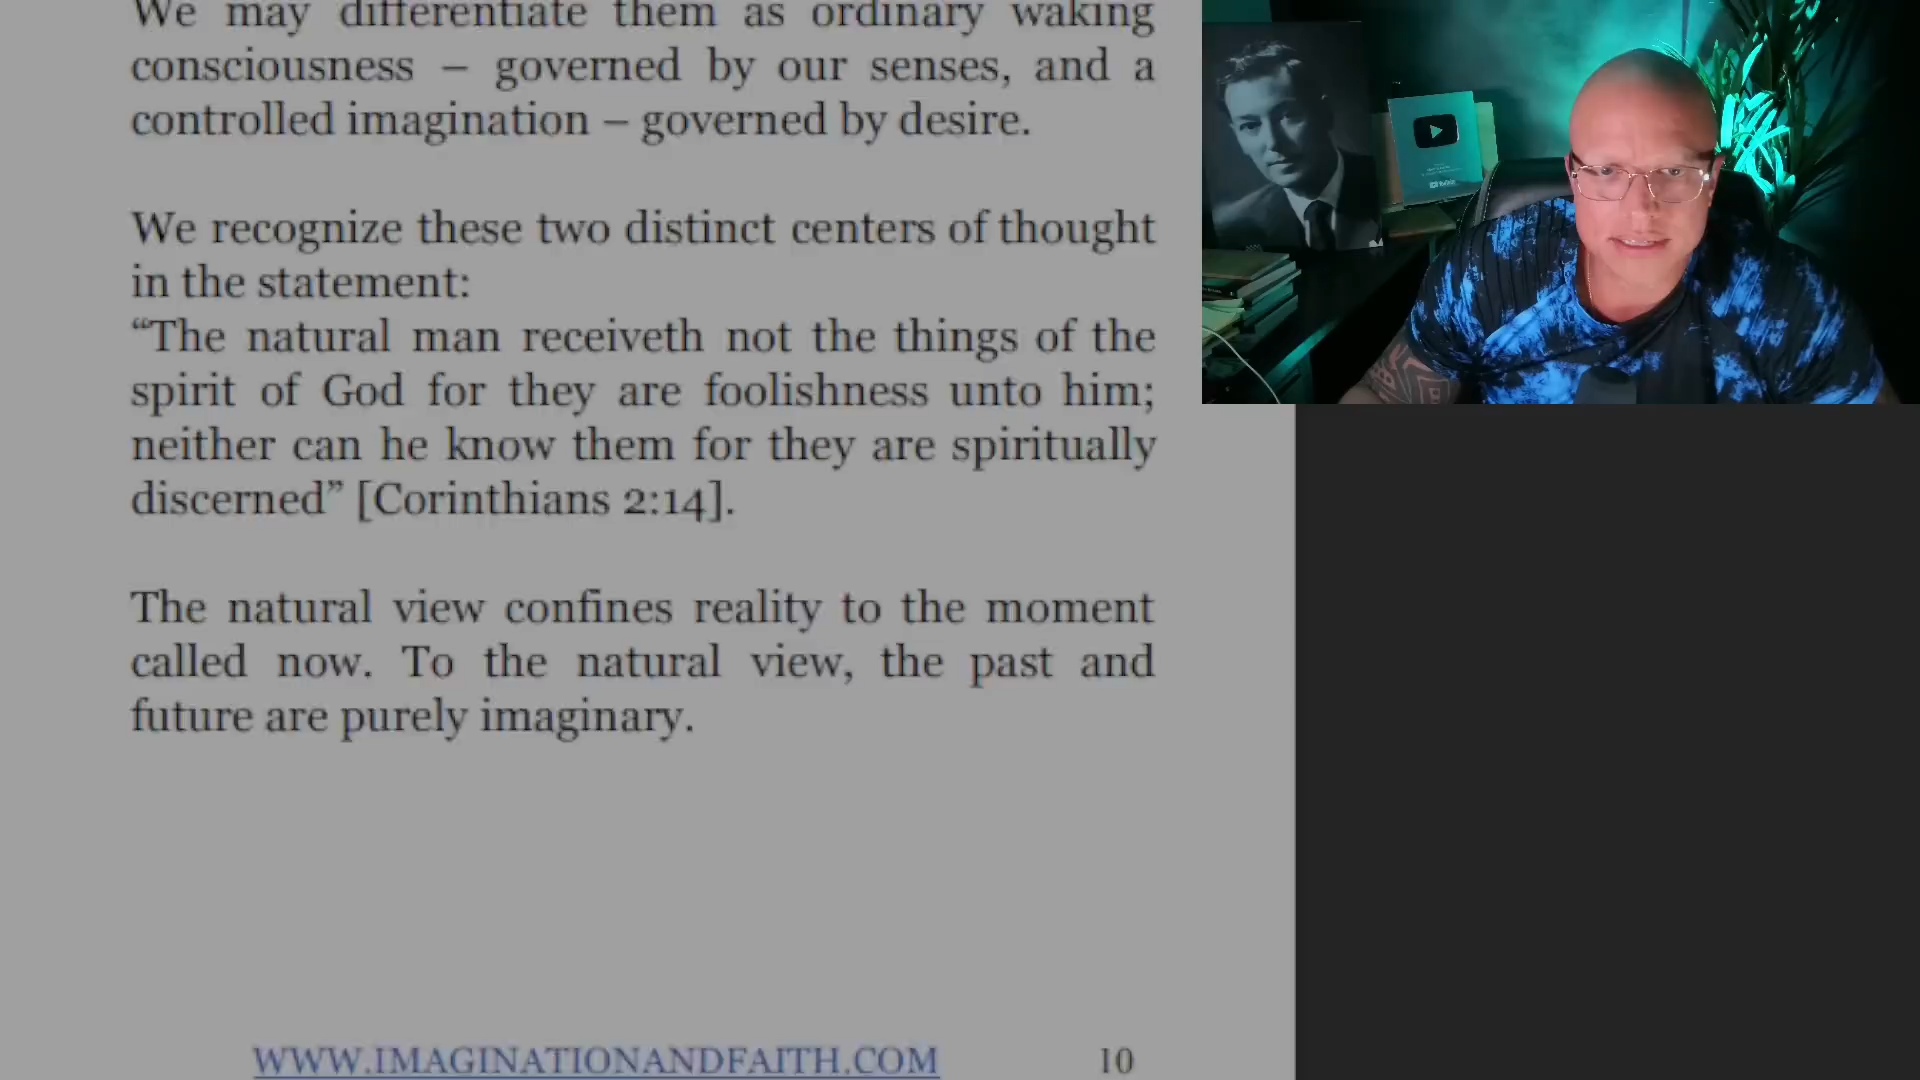 We may differentiate them as ordinary waking
consciousness – governed by our senses, and a
controlled imagination – governed by desire.
We recognize these two distinct centers of thought
in the statement:
“The natural man receiveth not the things of the
spirit of God for they are foolishness unto him;
neither can he know them for they are spiritually
discerned” [Corinthians 2:14].
The natural view confines reality to the moment
called now. To the natural view, the past and
future are purely imaginary.
WWW.IMAGINATIONANDFAITH.COM 10